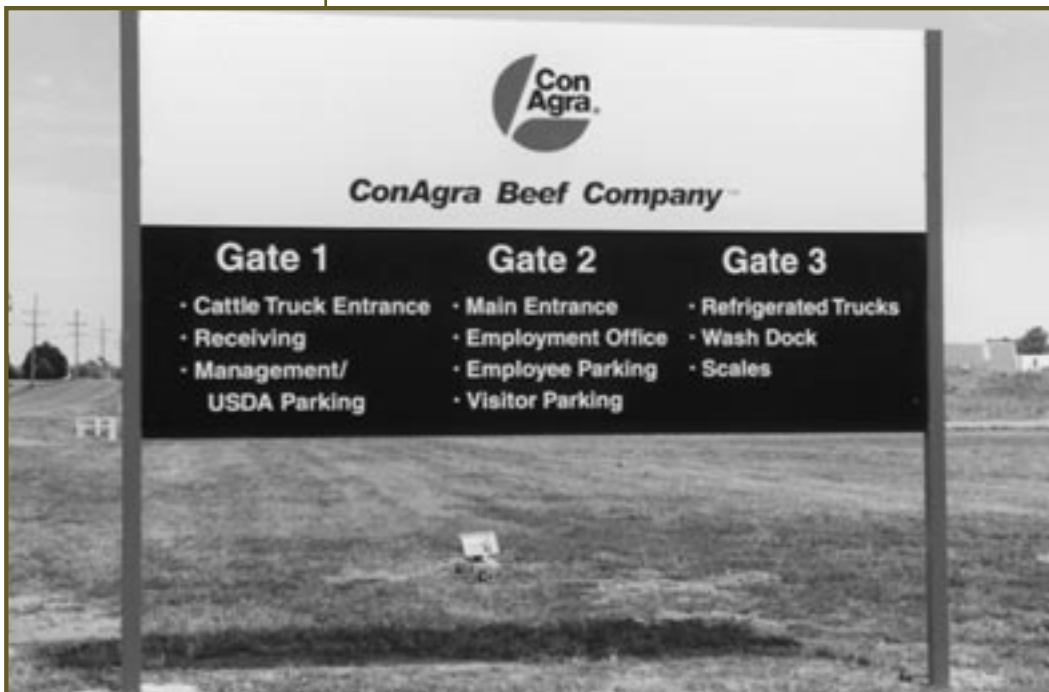 Con
Agra®
ConAgra Beef Company™
Gate 1
• Cattle Truck Entrance
• Receiving
• Management/
USDA Parking
Gate 2
• Main Entrance
• Employment Office
• Employee Parking
• Visitor Parking
Gate 3
• Refrigerated Trucks
• Wash Dock
• Scales